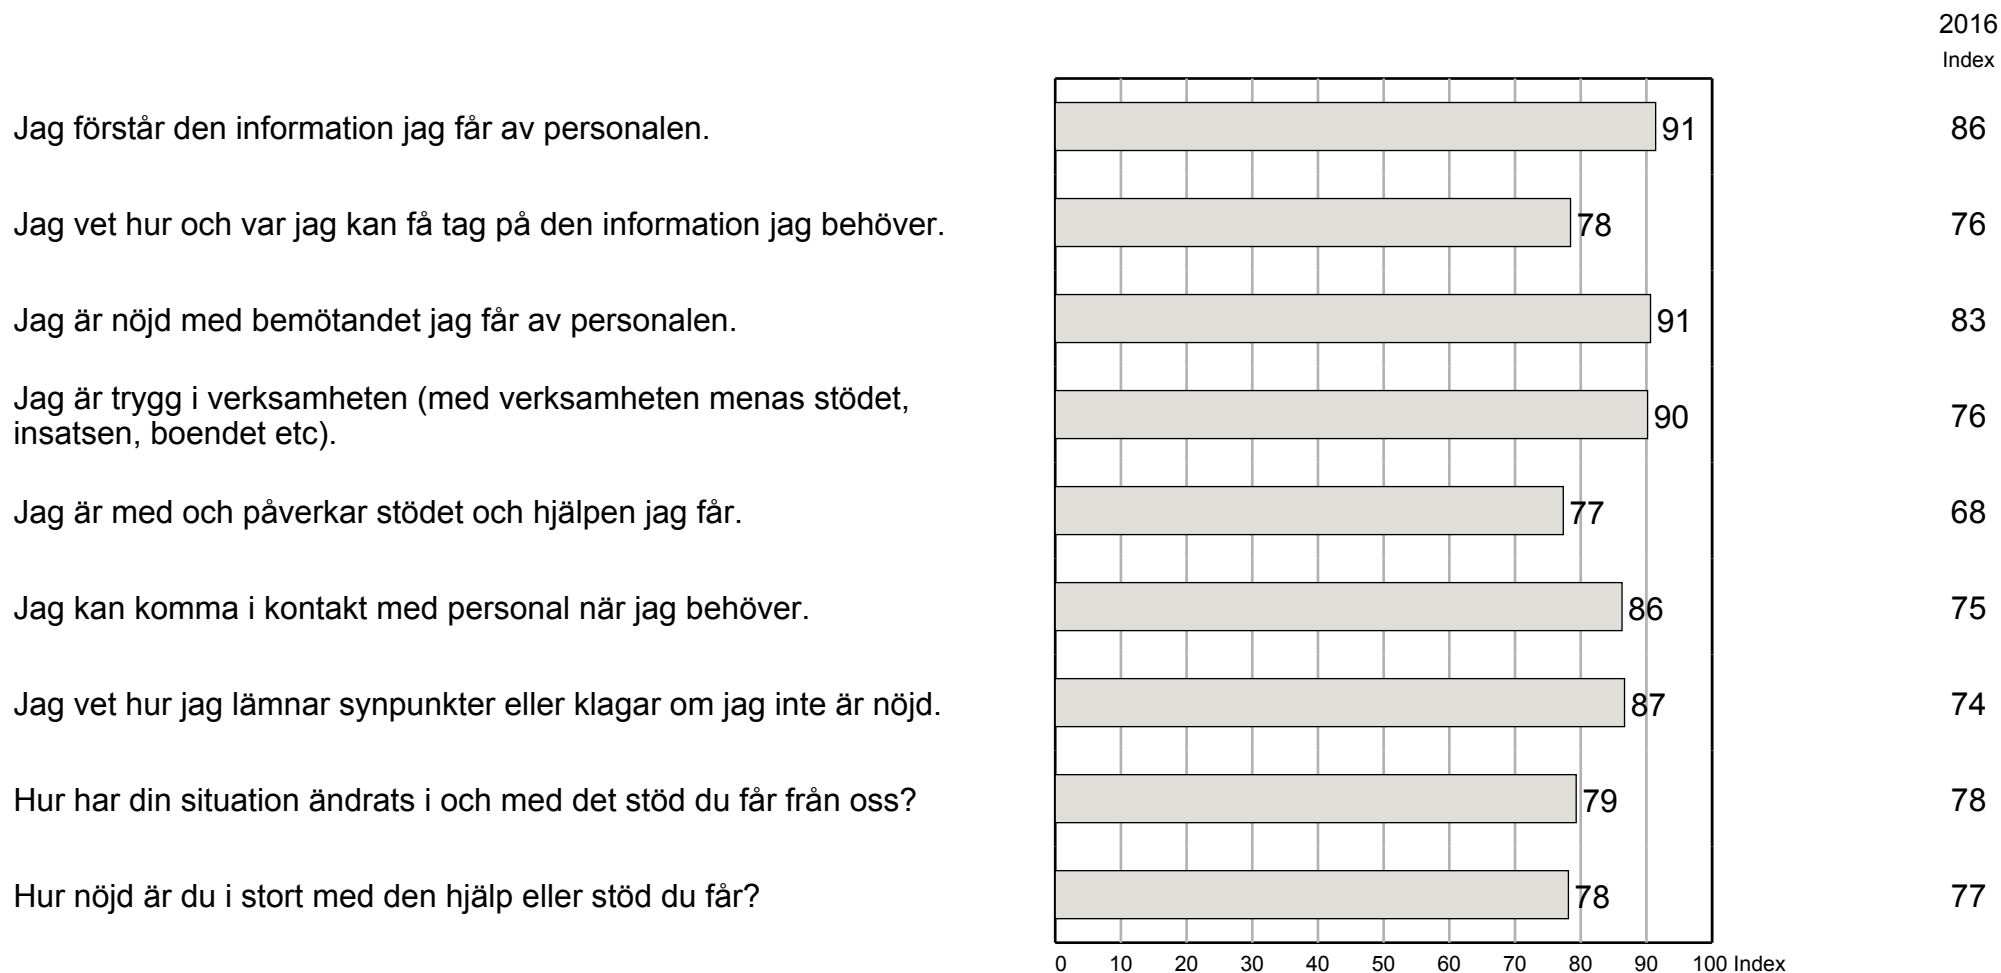 2016
Index
Jag förstår den information jag får av personalen. 91 86
Jag vet hur och var jag kan få tag på den information jag behöver. 78 76
Jag är nöjd med bemötandet jag får av personalen. 91 83
Jag är trygg i verksamheten (med verksamheten menas stödet,
insatsen, boendet etc). 90 76
Jag är med och påverkar stödet och hjälpen jag får. 77 68
Jag kan komma i kontakt med personal när jag behöver. 86 75
Jag vet hur jag lämnar synpunkter eller klagar om jag inte är nöjd. 87 74
Hur har din situation ändrats i och med det stöd du får från oss? 79 78
Hur nöjd är du i stort med den hjälp eller stöd du får? 78 77
0 10 20 30 40 50 60 70 80 90 100 Index